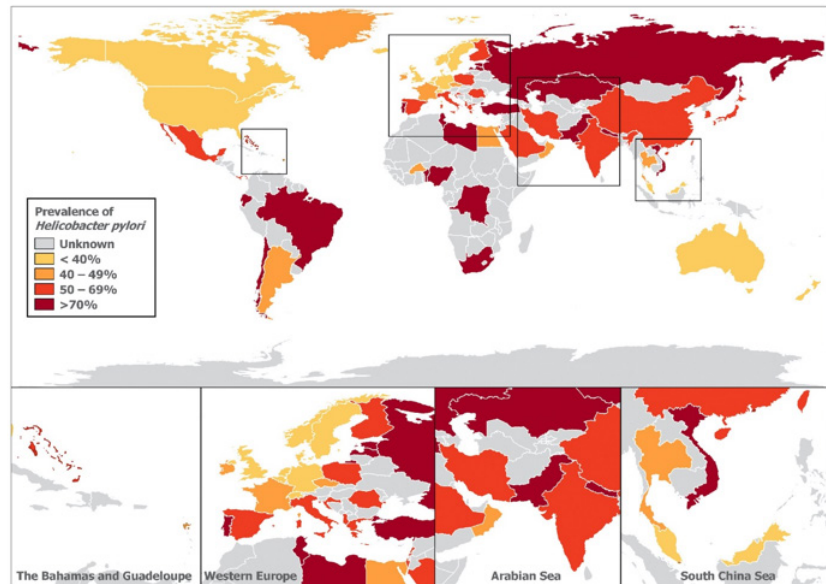 Prevalence of
Helicobacter pylori
Unknown
< 40%
40 – 49%
50 – 69%
>70%
The Bahamas and Guadeloupe
Western Europe
Arabian Sea
South China Sea